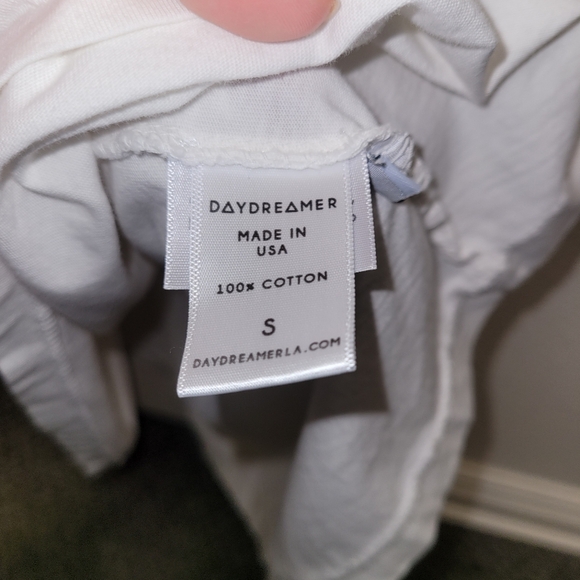 DAYDREAMER
MADE IN
USA
100% COTTON
S
DAYDREAMERLA.COM